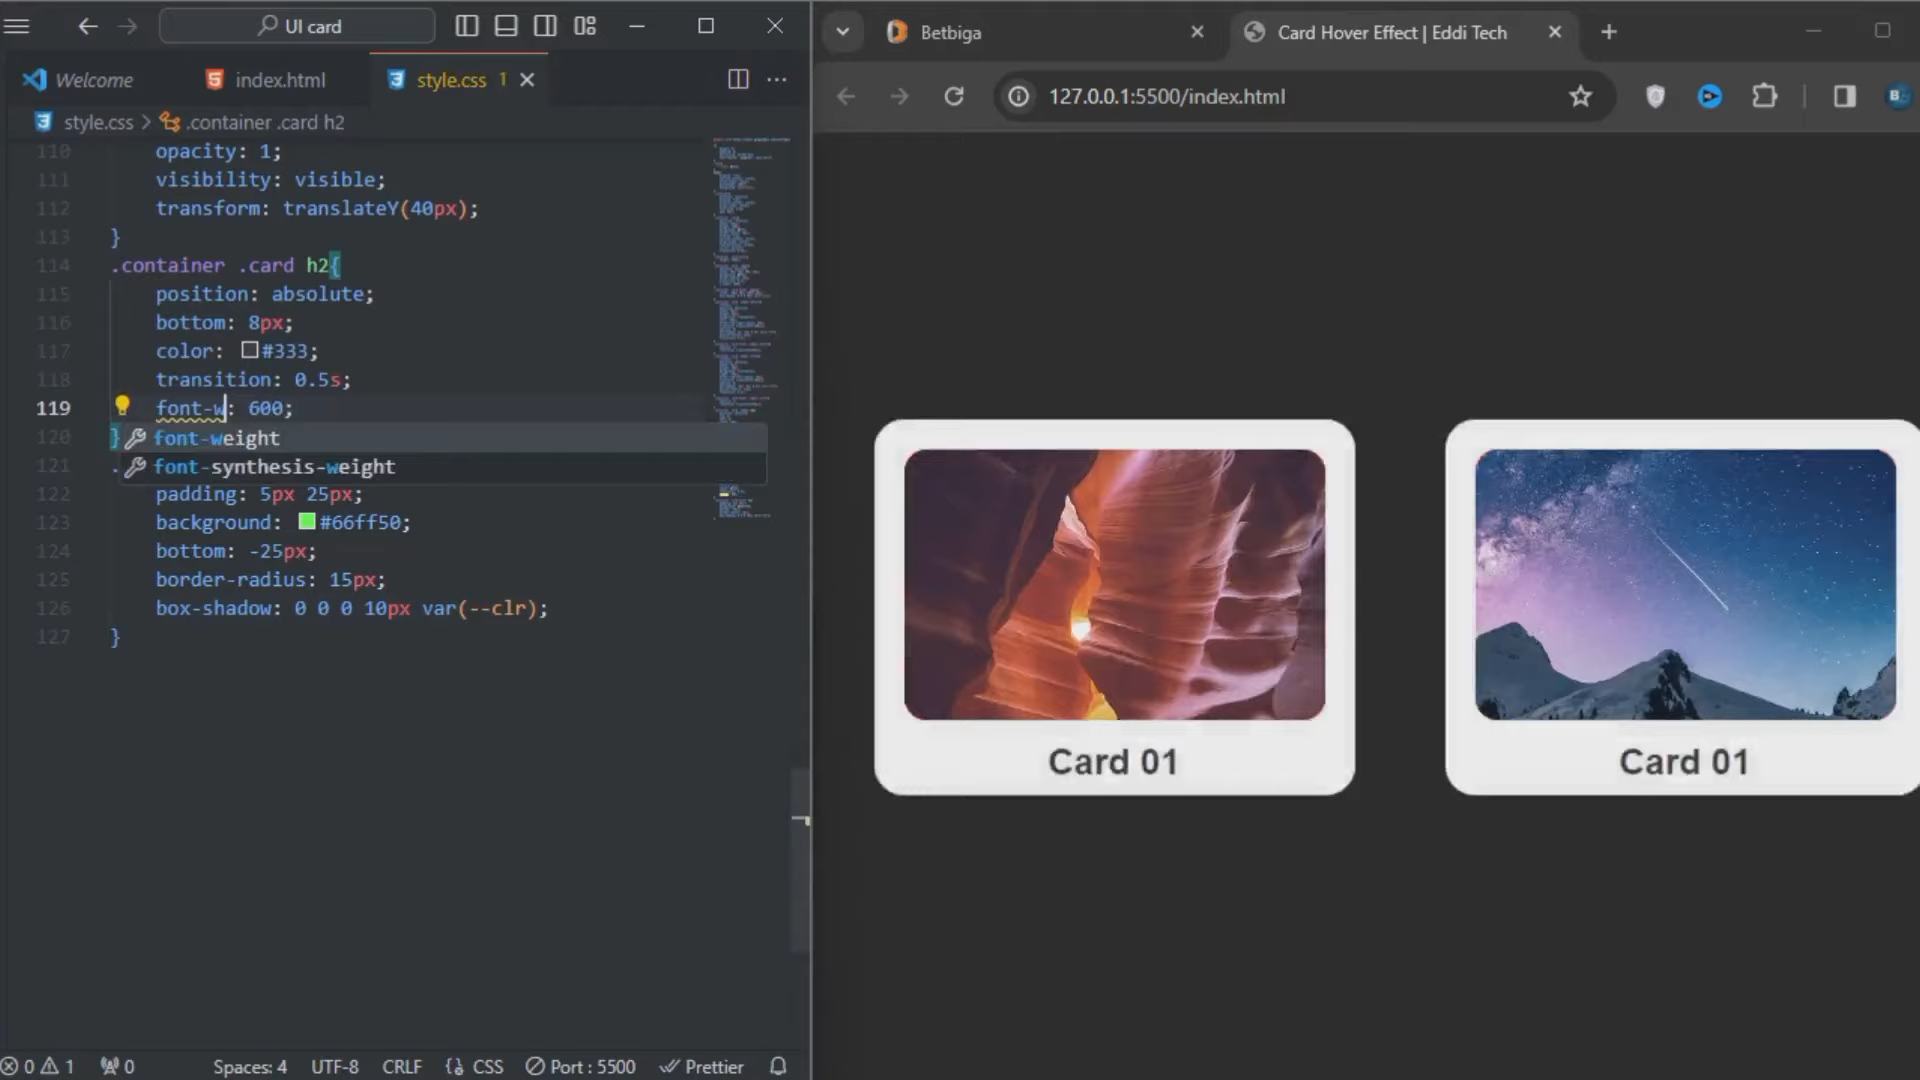 UI card
Welcome
index.html
style.css 1
style.css > .container .card h2
110 opacity: 1;
111 visibility: visible;
112 transform: translateY(40px);
113 }
114 .container .card h2{
115 position: absolute;
116 bottom: 8px;
117 color: #333;
118 transition: 0.5s;
119 font-w: 600;
120 }
font-weight
121 .
font-synthesis-weight
122 padding: 5px 25px;
123 background: #66ff50;
124 bottom: -25px;
125 border-radius: 15px;
126 box-shadow: 0 0 0 10px var(--clr);
127 }
0 1 0 Spaces: 4 UTF-8 CRLF {} CSS Port : 5500 Prettier
Betbiga
Card Hover Effect | Eddi Tech
127.0.0.1:5500/index.html
Card 01
Card 01